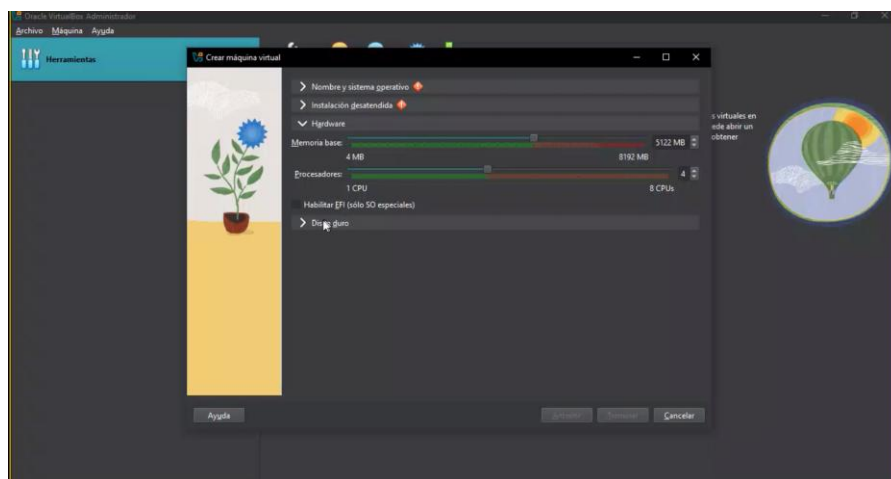 Oracle VirtualBox Administrador
Archivo Máquina Ayuda
Herramientas
Crear máquina virtual
Nombre y sistema operativo
Instalación desatendida
Hardware
Memoria base: 5122 MB
4 MB 8192 MB
Procesadores: 4
1 CPU 8 CPUs
Habilitar EFI (sólo SO especiales)
Disco duro
s virtuales en
ede abrir un
obtener
Ayuda Cancelar